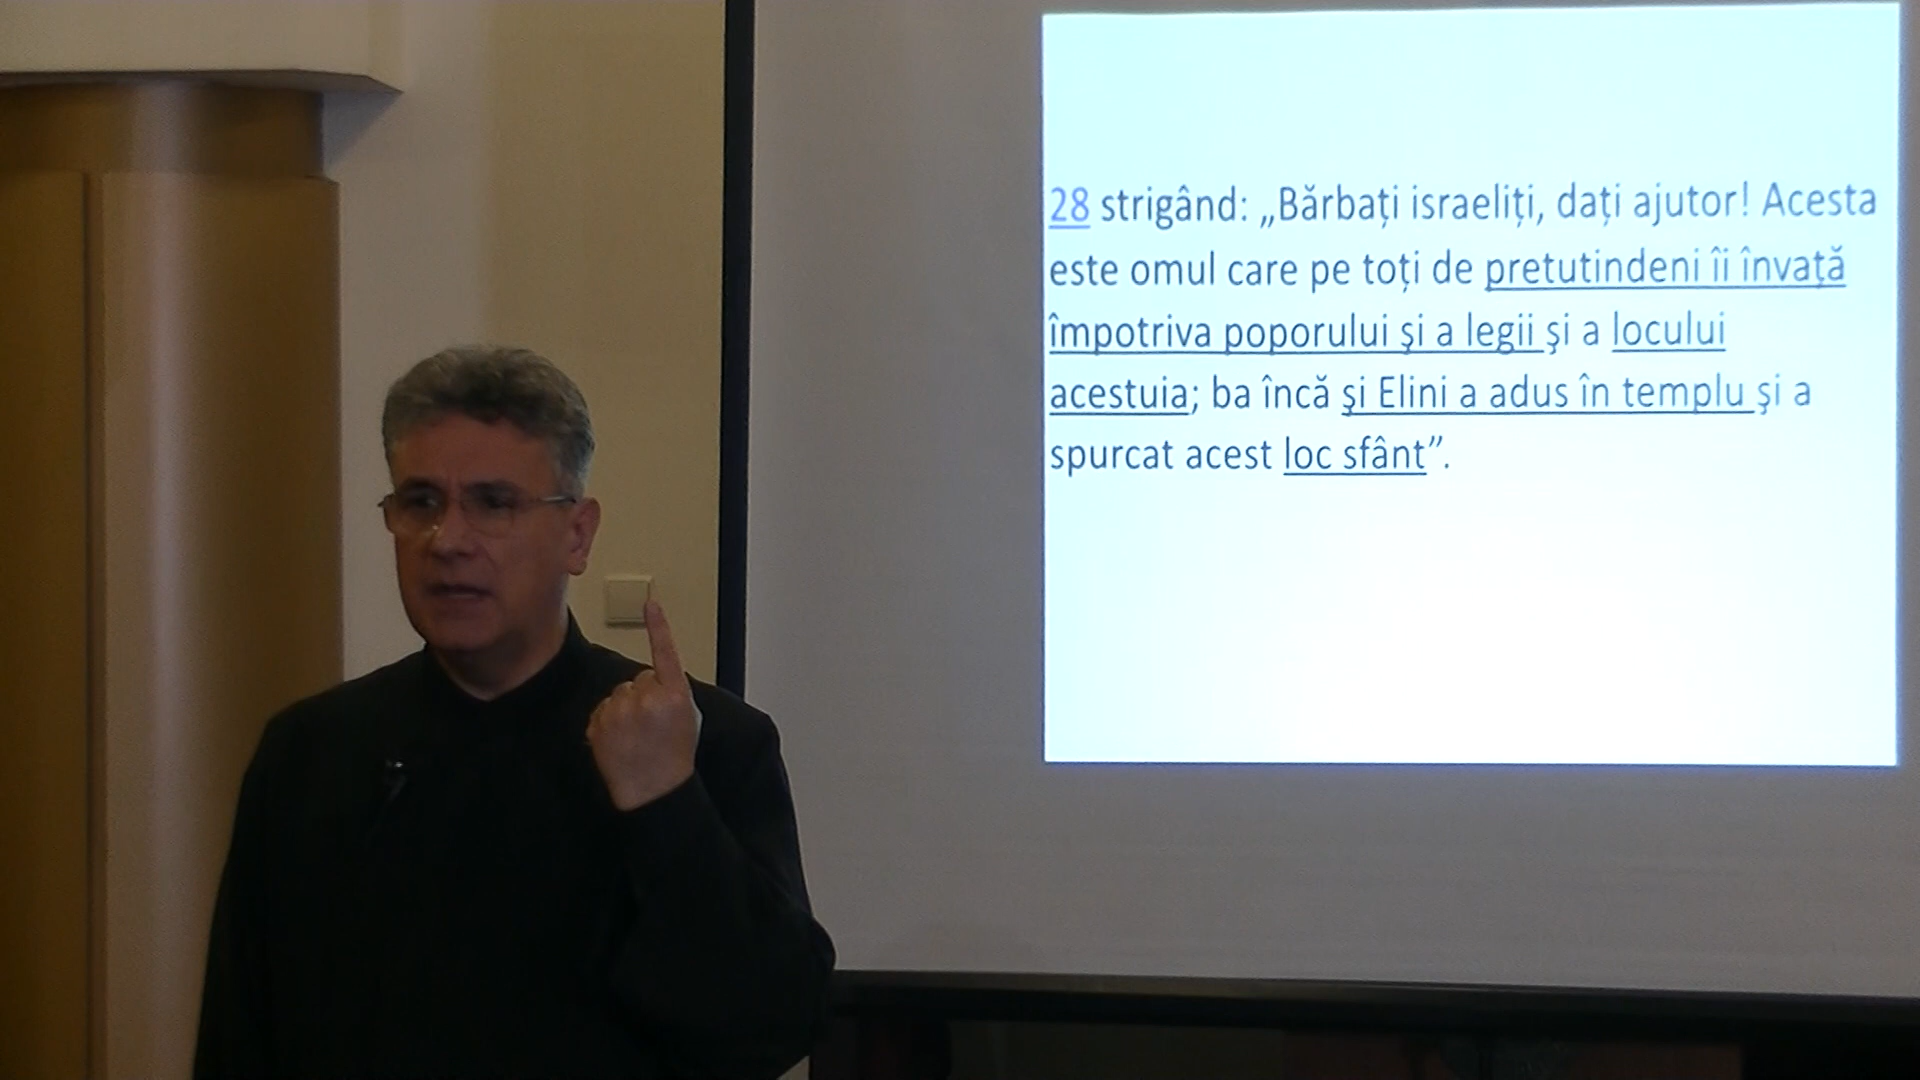 28 strigând: „Bărbați israeliți, dați ajutor! Acesta
este omul care pe toți de pretutindeni îi învață
împotriva poporului şi a legii şi a locului
acestuia; ba încă şi Elini a adus în templu şi a
spurcat acest loc sfânt”.